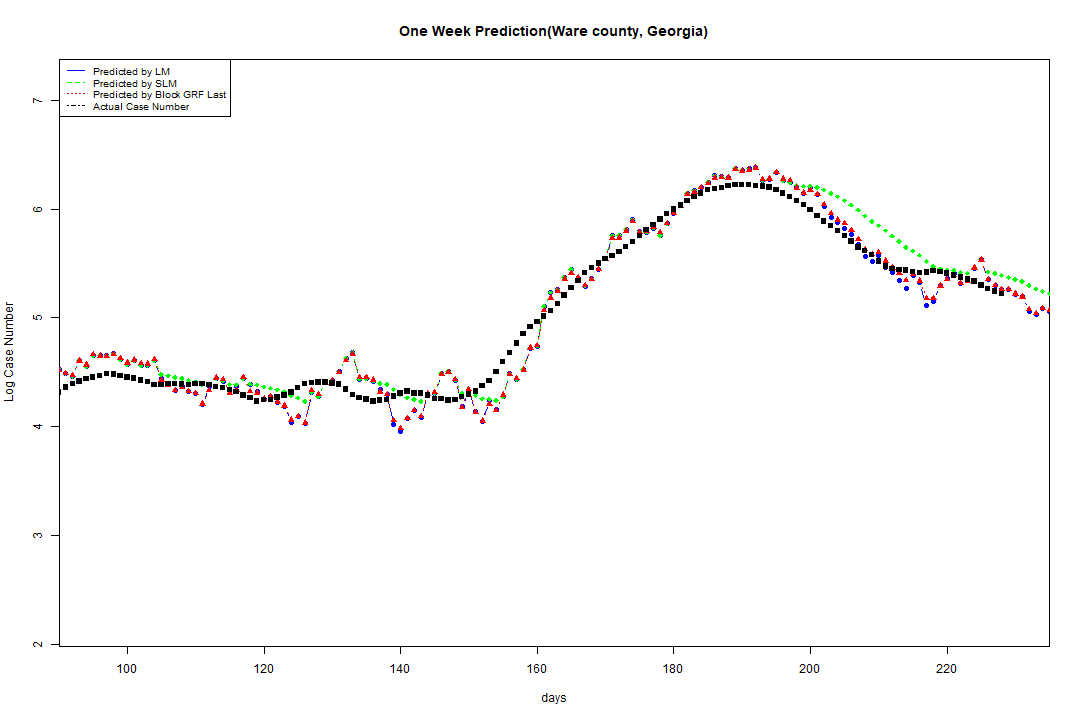 One Week Prediction(Ware county, Georgia)
Predicted by LM
Predicted by SLM
Predicted by Block GRF Last
Actual Case Number
7
6
5
4
3
2
Log Case Number
100 120 140 160 180 200 220
days